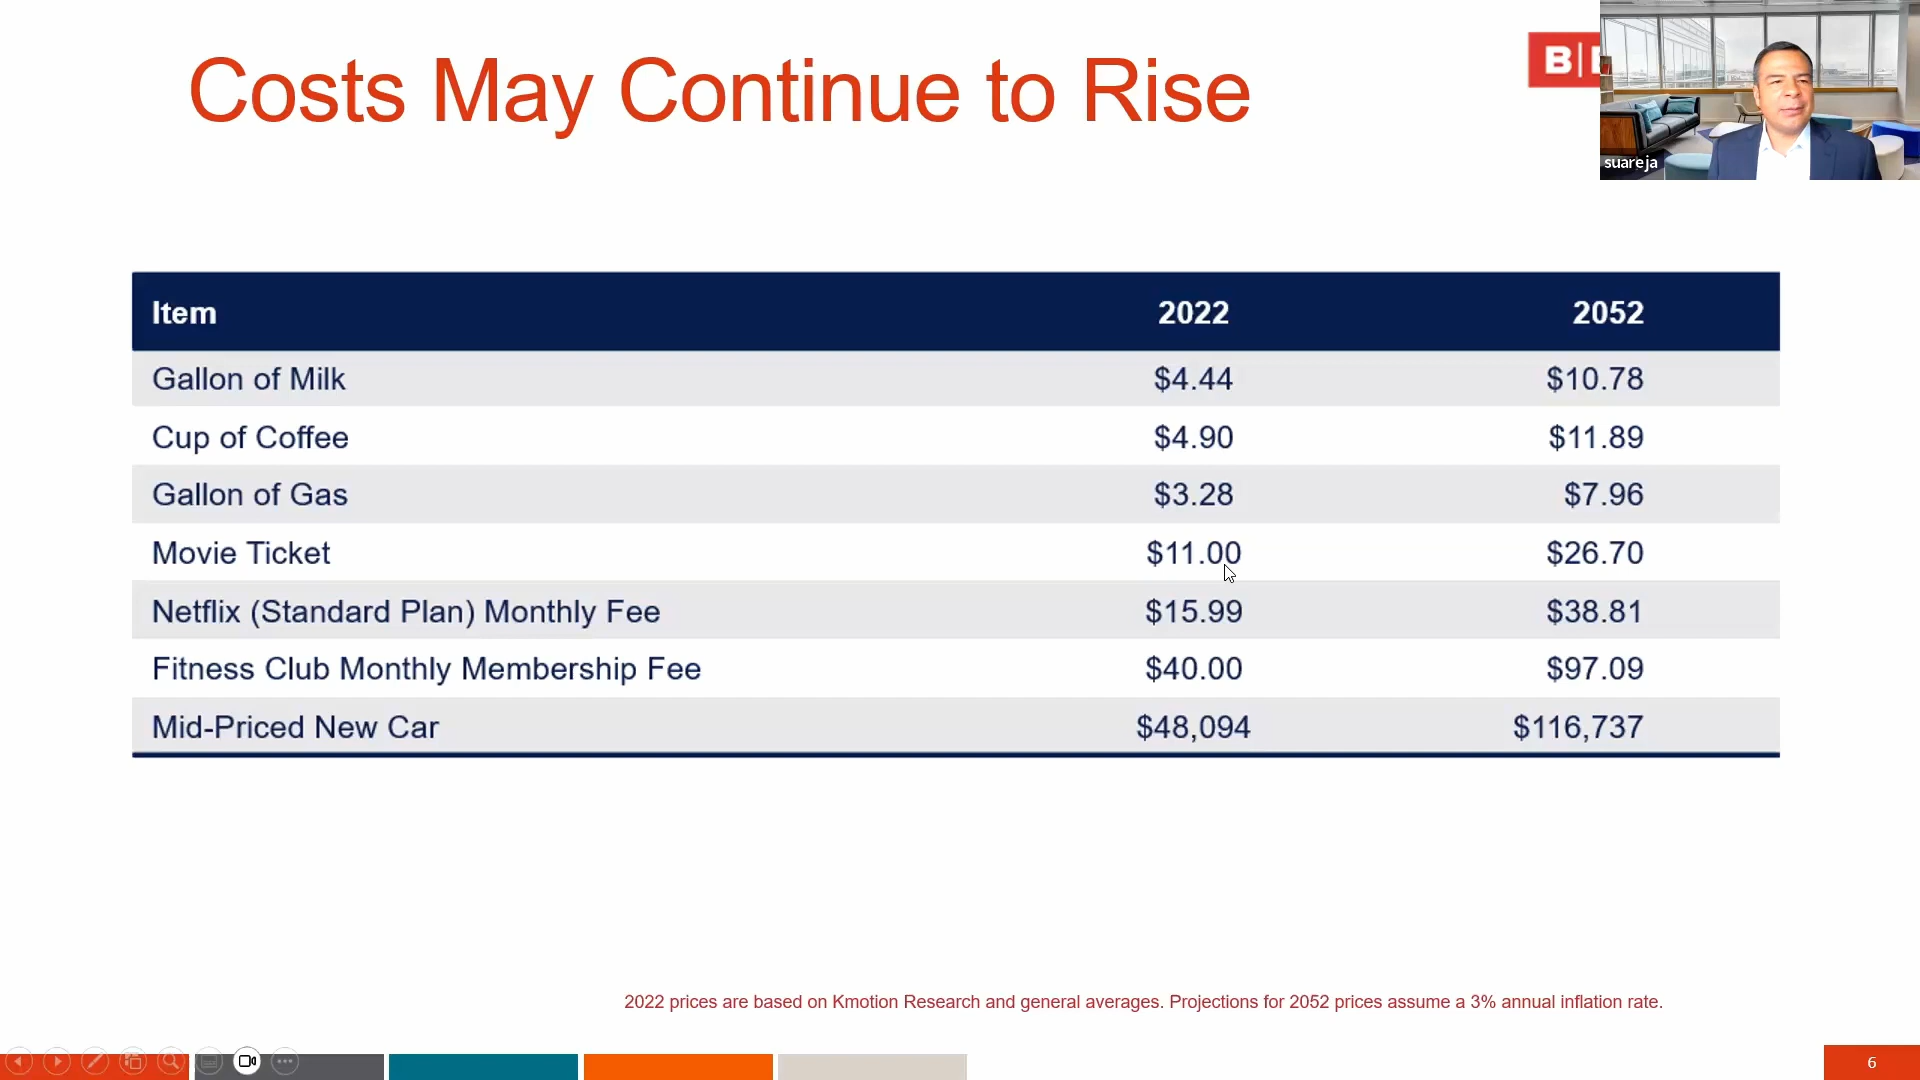 Costs May Continue to Rise
B|
suareja
Item 2022 2052
Gallon of Milk $4.44 $10.78
Cup of Coffee $4.90 $11.89
Gallon of Gas $3.28 $7.96
Movie Ticket $11.00 $26.70
Netflix (Standard Plan) Monthly Fee $15.99 $38.81
Fitness Club Monthly Membership Fee $40.00 $97.09
Mid-Priced New Car $48,094 $116,737
2022 prices are based on Kmotion Research and general averages. Projections for 2052 prices assume a 3% annual inflation rate.
6